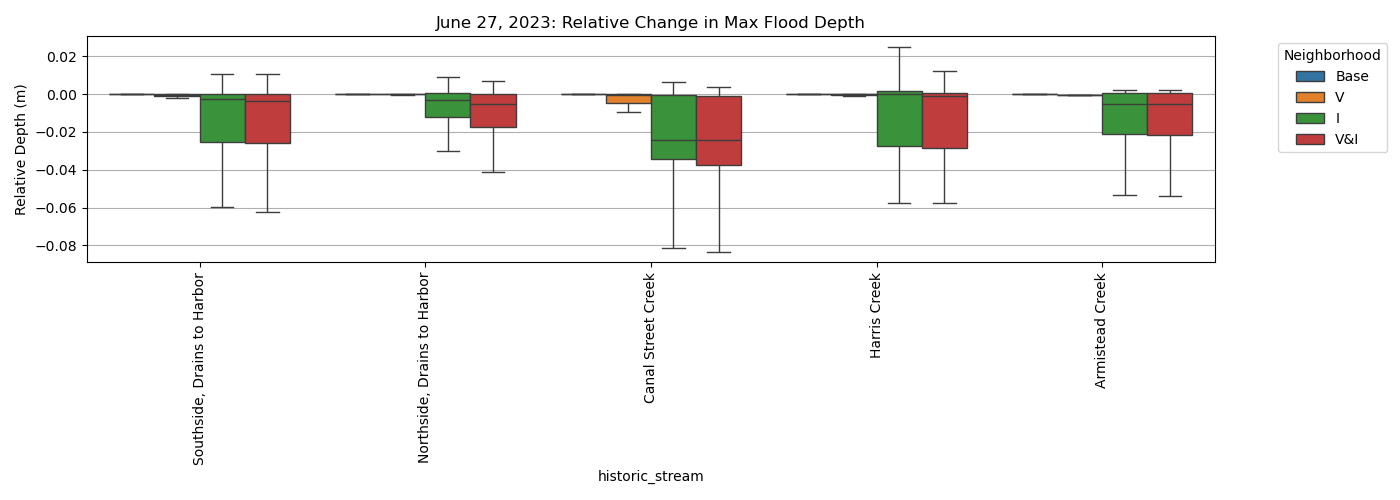 June 27, 2023: Relative Change in Max Flood Depth
Relative Depth (m)
0.02
0.00
−0.02
−0.04
−0.06
−0.08
Southside, Drains to Harbor
Northside, Drains to Harbor
Canal Street Creek
Harris Creek
Armistead Creek
historic_stream
Neighborhood
Base
V
I
V&I